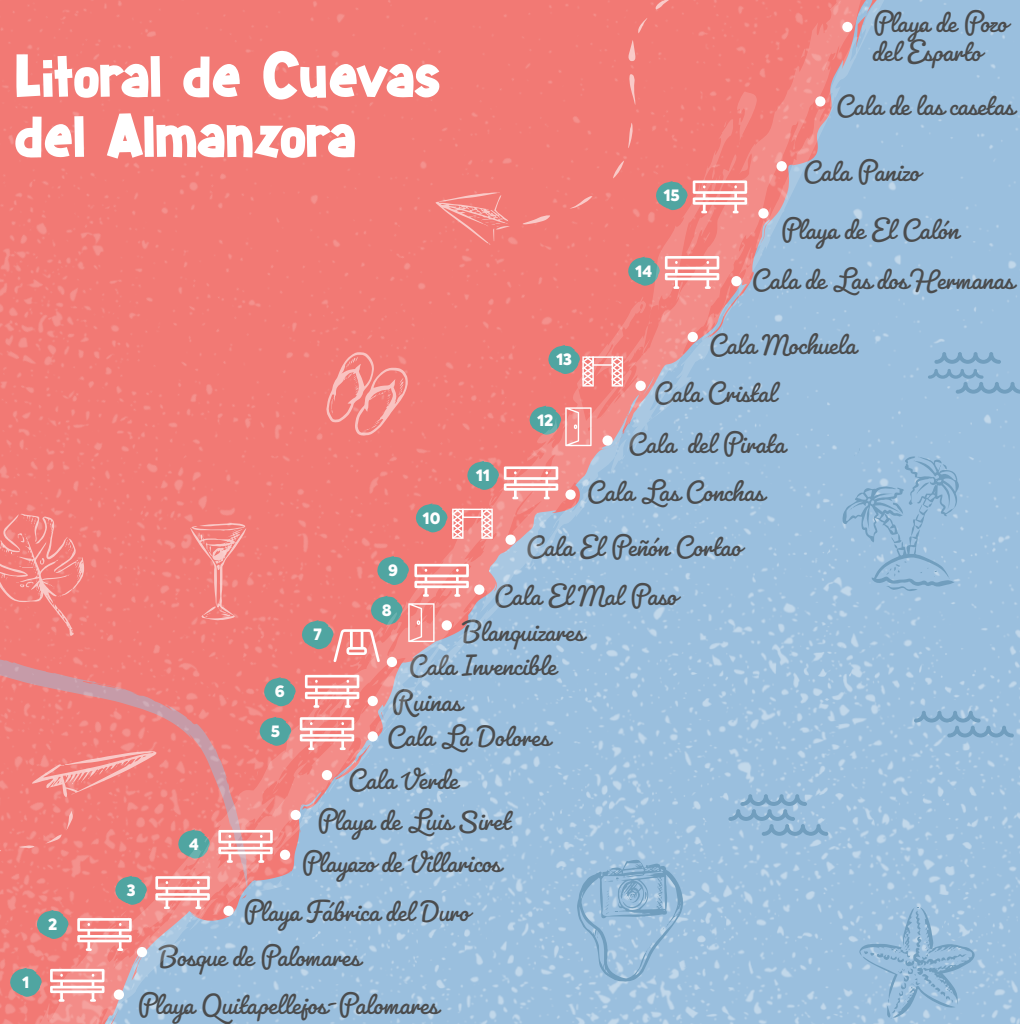 Litoral de Cuevas
del Almanzora
Playa de Pozo
del Esparto
Cala de las casetas
Cala Panizo
15
Playa de El Calón
14
Cala de Las dos Hermanas
Cala Mochuela
13
Cala Cristal
12
Cala del Pirata
11
Cala Las Conchas
10
Cala El Peñón Cortao
9
Cala El Mal Paso
8
Blanquizares
7
Cala Invencible
6
Ruinas
5
Cala La Dolores
Cala Verde
Playa de Luis Siret
4
Playazo de Villaricos
3
Playa Fábrica del Duro
2
Bosque de Palomares
1
Playa Quitapellejos-Palomares